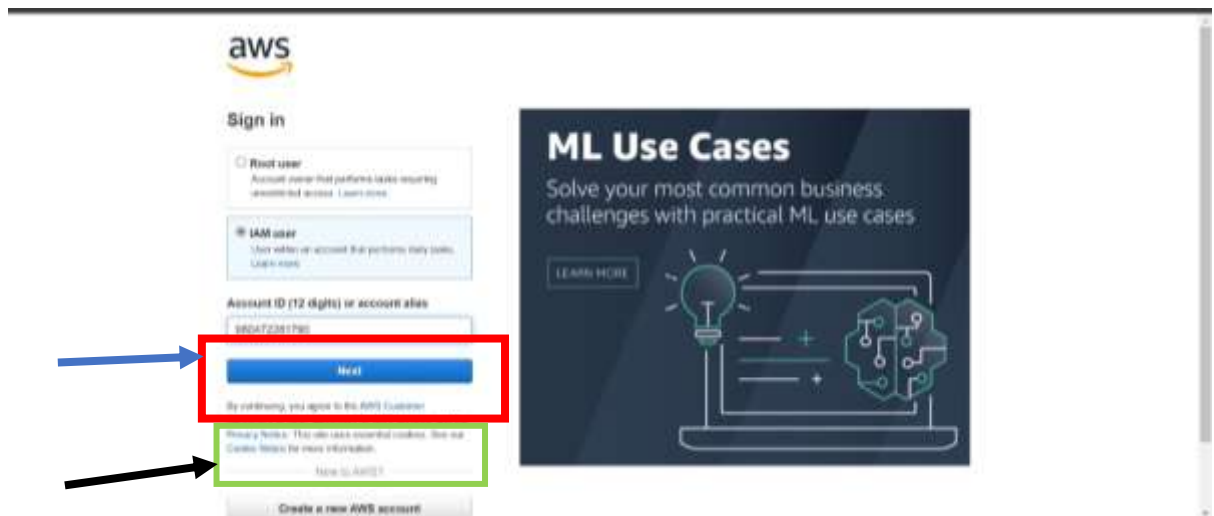 aws
Sign in
Root user
Account owner that performs tasks requiring
unrestricted access. Learn more
IAM user
User within an account that performs daily tasks.
Learn more
Account ID (12 digits) or account alias
Next
By continuing, you agree to the AWS Customer
Privacy Notice. This site uses essential cookies. See our
Cookie Notice for more information.
New to AWS?
Create a new AWS account
ML Use Cases
Solve your most common business
challenges with practical ML use cases
LEARN MORE